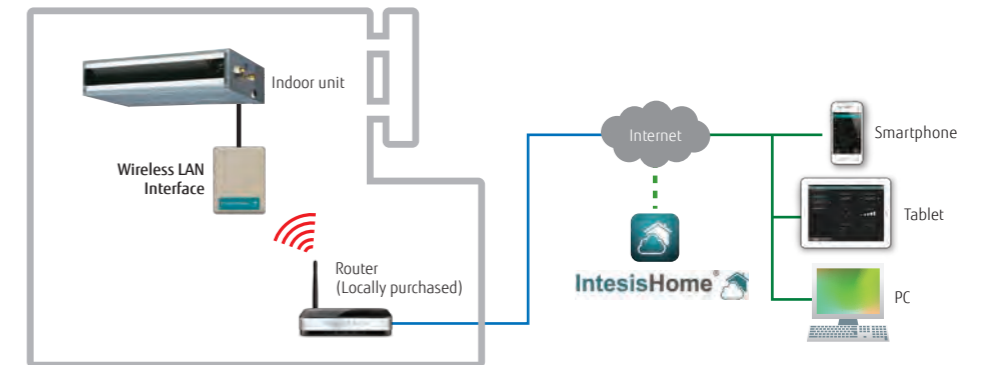 Indoor unit
Wireless LAN
Interface
Router
(Locally purchased)
Internet
IntesisHome®
Smartphone
Tablet
PC